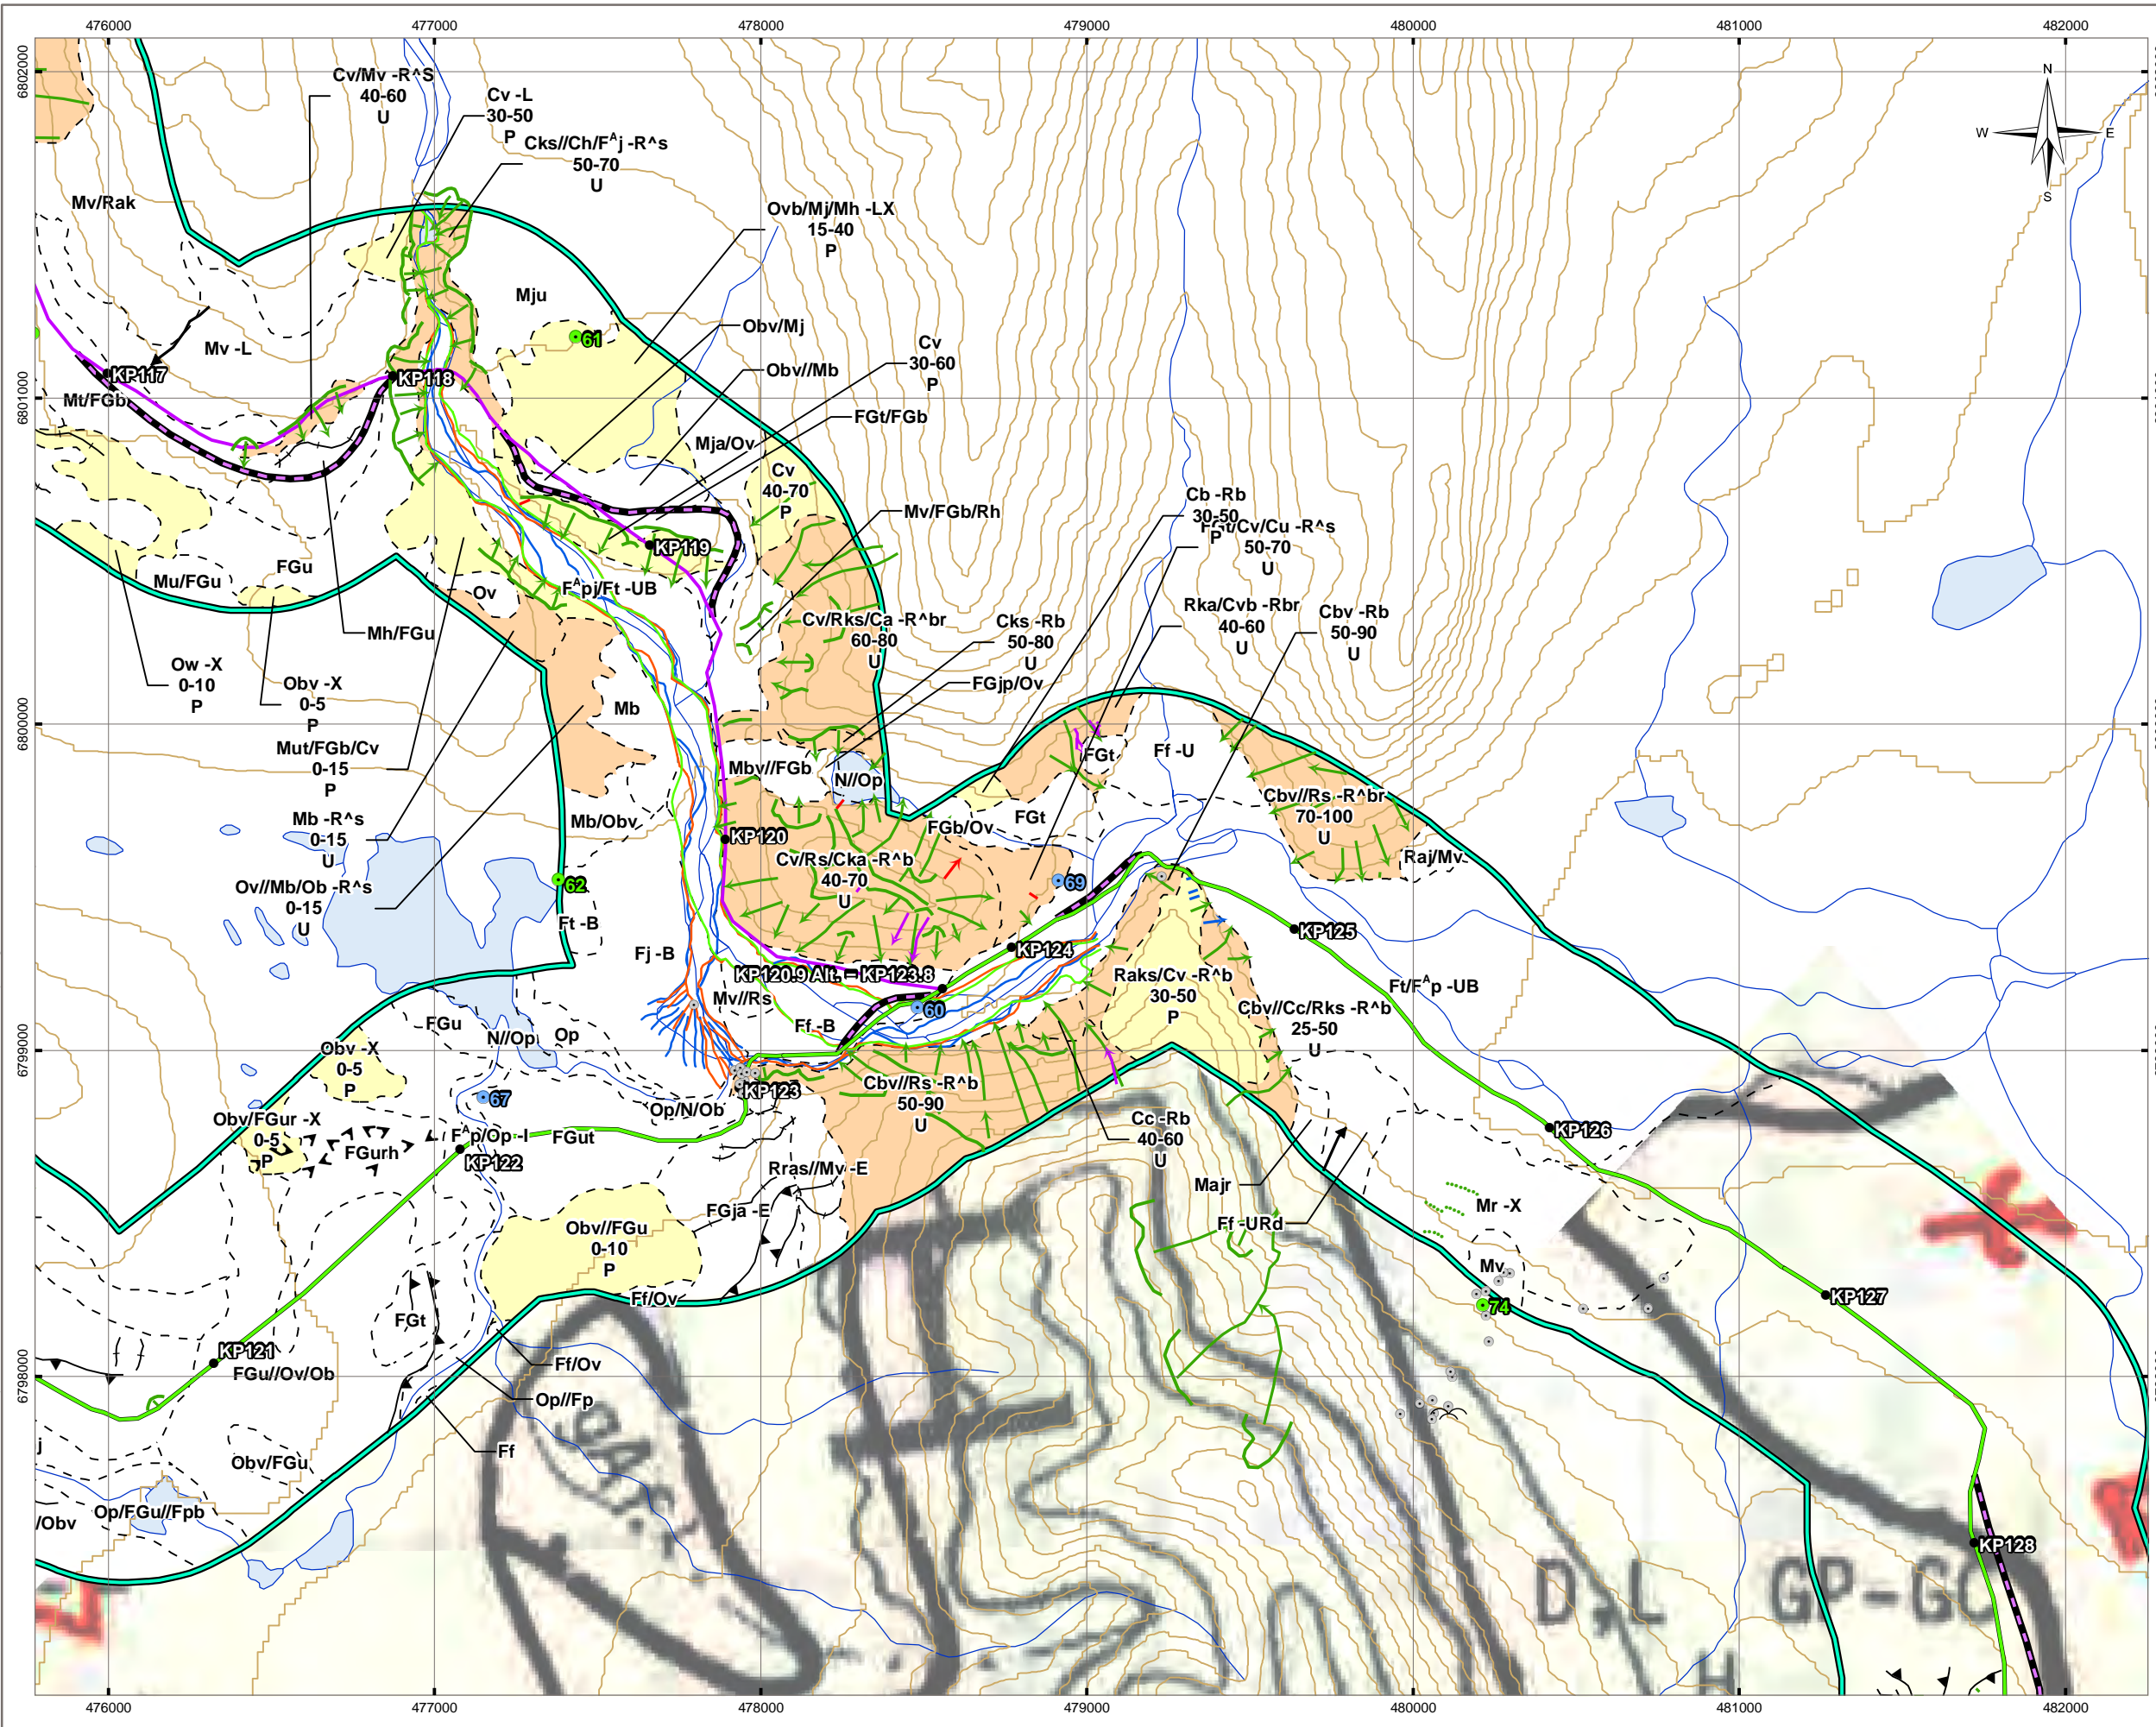 476000
477000
478000
479000
480000
481000
482000
6802000
6801000
6800000
6799000
6798000
N
W
E
S
Cv/Mv -R^S
40-60
U
Cv -L
30-50
P
Cks//Ch/F^Aj -R^s
50-70
U
Mv/Rak
Ovb/Mj/Mh -LX
15-40
P
Mju
61
Obv/Mj
Mv -L
Cv
30-60
P
Obv//Mb
KP117
KP118
Mt/FGb
FGt/FGb
Mja/Ov
Cv
40-70
P
Cb -Rb
30-50
P
Mv/FGb/Rh
FGt/Cv/Cu -R^s
50-70
U
KP119
FGu
Mu/FGu
F^Apj/Ft -UB
Ov
Rka/Cvb -Rbr
40-60
U
Cbv -Rb
50-90
U
Cv/Rks/Ca -R^br
60-80
U
Cks -Rb
50-80
U
Mh/FGu
Ow -X
0-10
P
Obv -X
0-5
P
FGjp/Ov
Mb
Mut/FGb/Cv
0-15
P
Ff -U
FGt
Mbv//FGb
N//Op
Mb -R^s
0-15
U
Mb/Obv
KP120
FGb/Ov
FGt
Cbv//Rs -R^br
70-100
U
Raj/Mv
Cv/Rs/Cka -R^b
40-70
U
Ov//Mb/Ob -R^s
0-15
U
62
69
Ft -B
KP125
Fj -B
KP124
KP120.9 Alt. = KP123.8
Raks/Cv -R^b
30-50
P
Ft/F^Ap -UB
Mv//Rs
60
Cbv//Cc/Rks -R^b
25-50
U
FGu
Ff -B
N//Op
Op
Obv -X
0-5
P
67
KP123
Cbv//Rs -R^b
50-90
U
Op/N/Ob
Obv/FGur -X
0-5
P
FGurh
F^Ap/Op -I
FGut
Cc -Rb
40-60
U
KP126
KP122
Rras//Mv -E
Majr
Mr -X
FGja -E
Ff -URd
Obv//FGu
0-10
P
Mv
74
KP127
Ff/Ov
FGt
KP121
FGu//Ov/Ob
Ff/Ov
Op//Fp
j
Ff
Obv/FGu
Op/FGu//Fpb
/Obv
KP128
GP-GC
476000
477000
478000
479000
480000
481000
482000